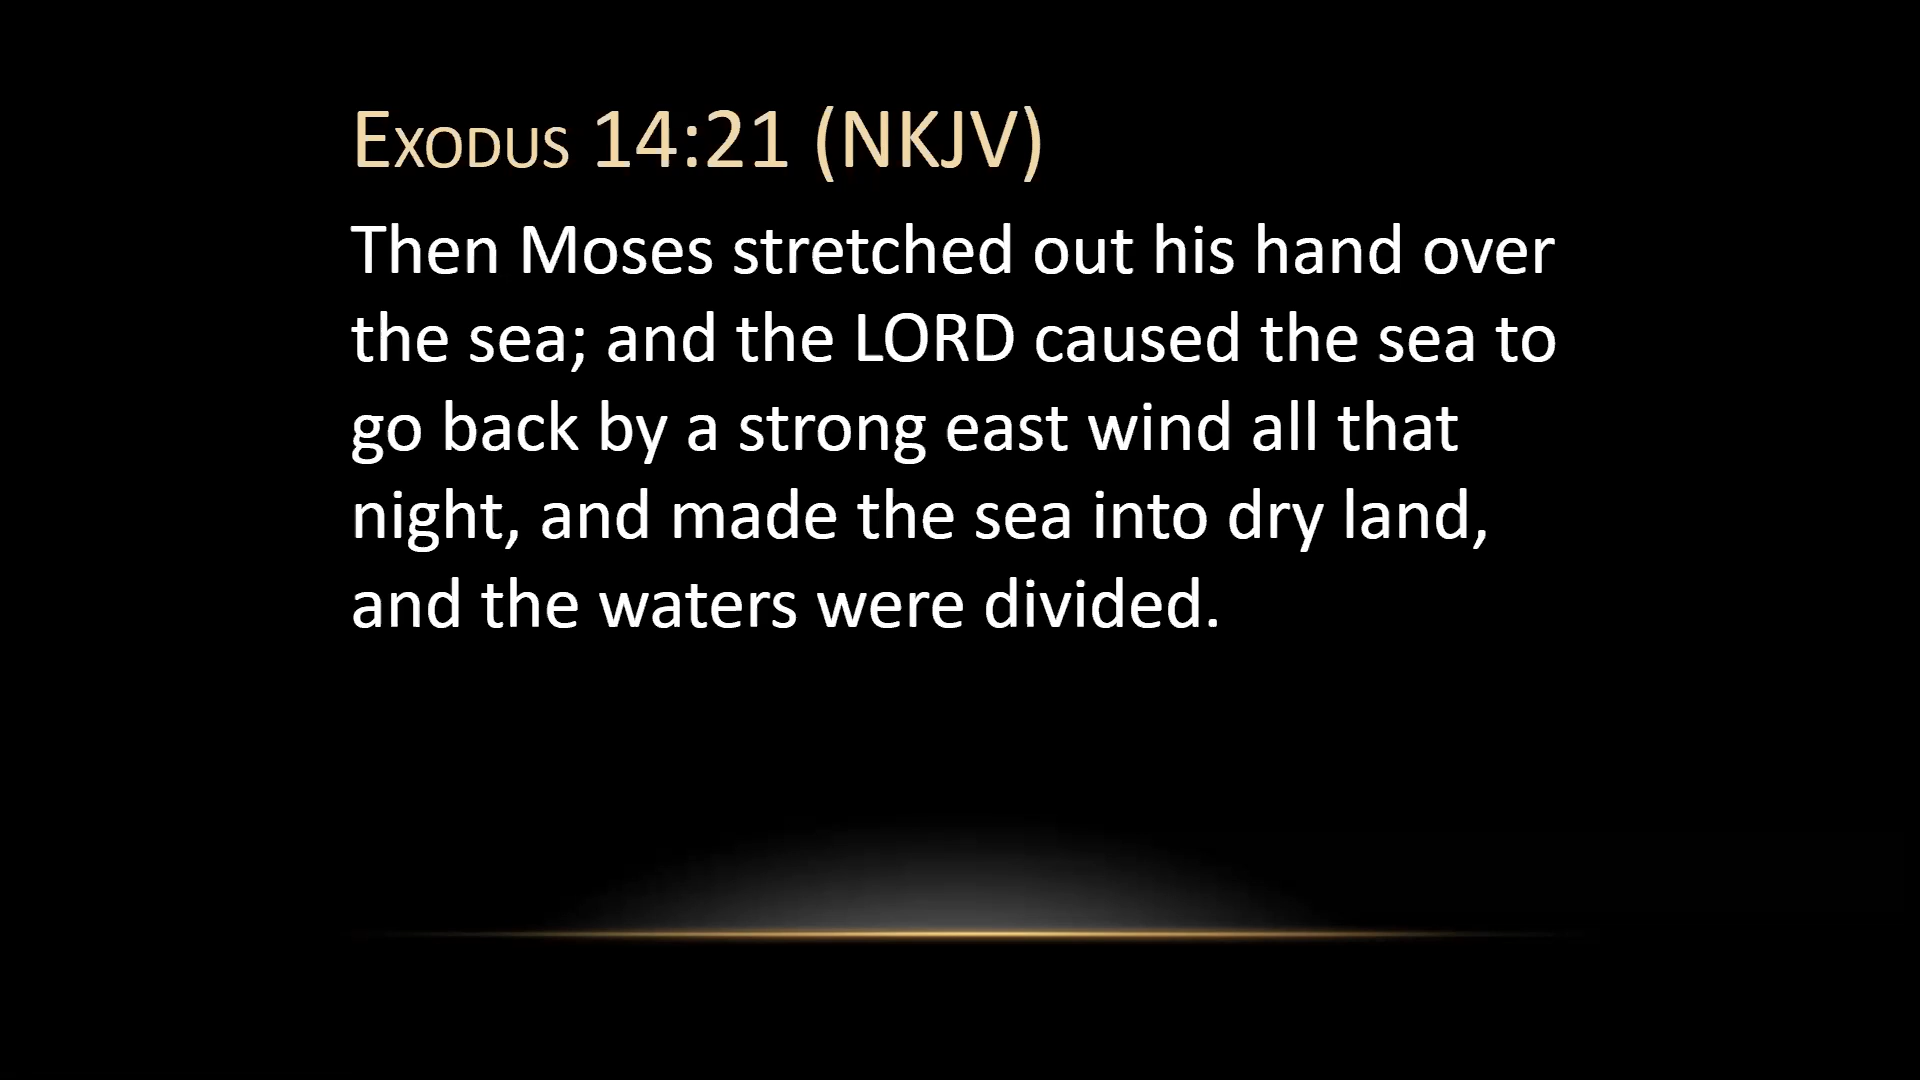 Exodus 14:21 (NKJV)
Then Moses stretched out his hand over
the sea; and the LORD caused the sea to
go back by a strong east wind all that
night, and made the sea into dry land,
and the waters were divided.